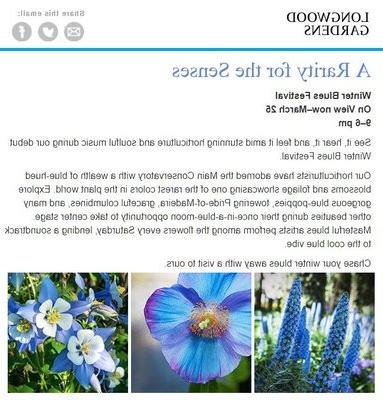 LONGWOOD
GARDENS
Share this email:
A Rarity for the Senses
Winter Blues Festival
On View now–March 25
9–6 pm
See it, hear it, and feel it amid stunning horticulture and soulful music during our debut
Winter Blues Festival.
Our horticulturists have adorned the Main Conservatory with a wealth of blue-hued
blossoms and foliage showcasing one of the rarest colors in the plant world. Explore
gorgeous blue-poppies, towering Pride-of-Madeira, graceful columbines, and many
other beauties during their once-in-a-blue-moon opportunity to take center stage.
Masterful blues artists perform among the flowers every Saturday, lending a soundtrack
to the cool blue vibe.
Chase your winter blues away with a visit to ours.